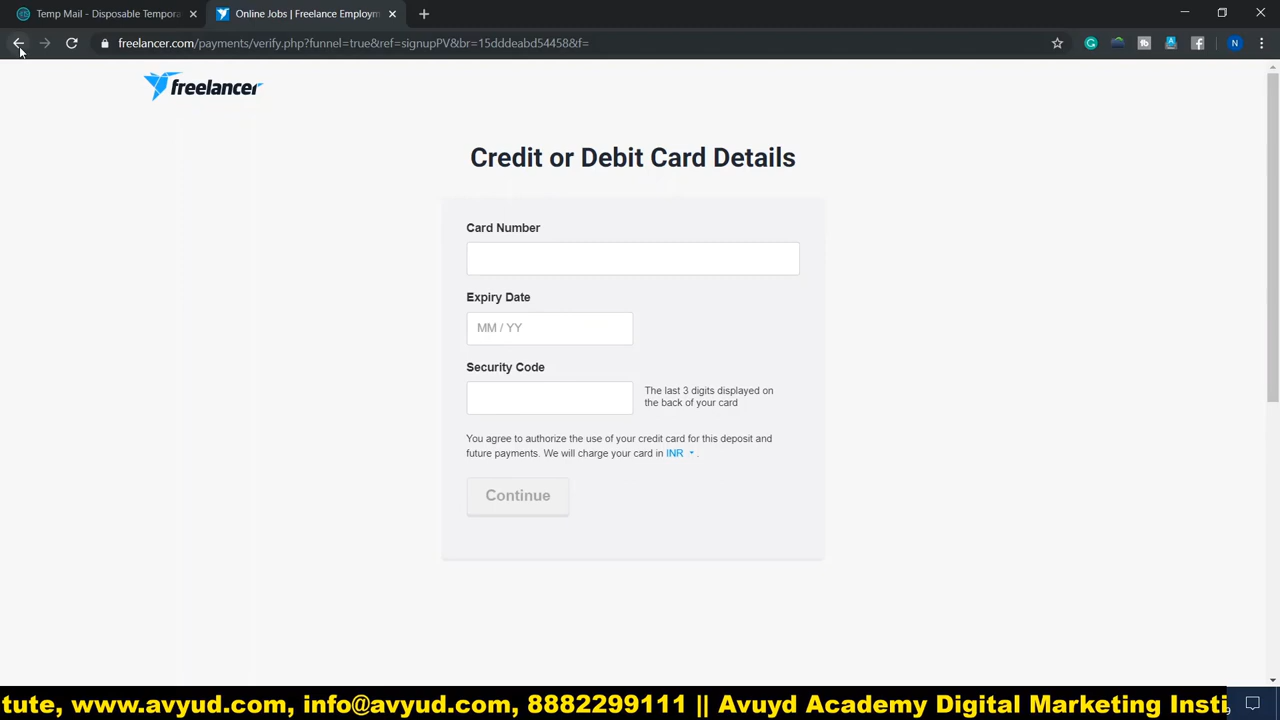 Temp Mail - Disposable Tempora
Online Jobs | Freelance Employm
freelancer.com/payments/verify.php?funnel=true&ref=signupPV&br=15dddeabd54458&f=
N
freelancer
Credit or Debit Card Details
Card Number
Expiry Date
MM / YY
Security Code
The last 3 digits displayed on
the back of your card
You agree to authorize the use of your credit card for this deposit and
future payments. We will charge your card in INR .
Continue
tute, www.avyud.com, info@avyud.com, 8882299111 || Avuyd Academy Digital Marketing Insti